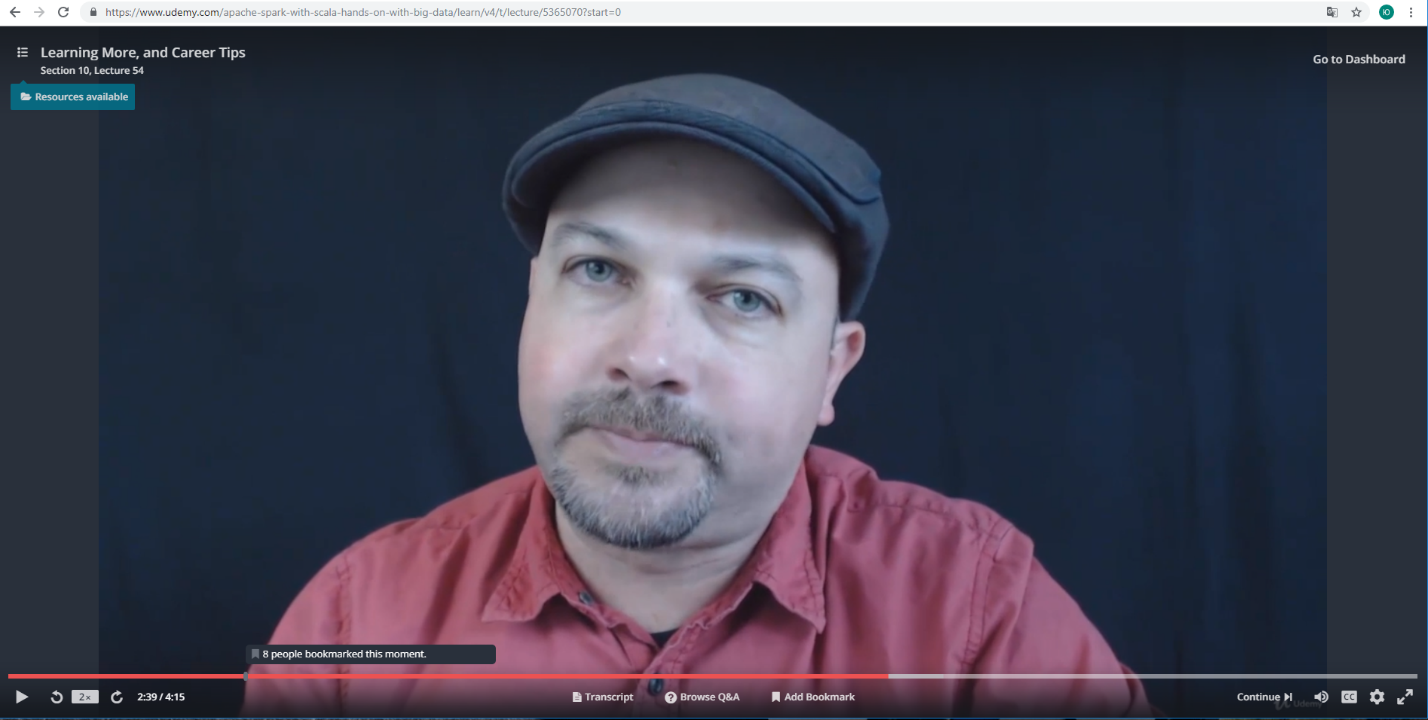 https://www.udemy.com/apache-spark-with-scala-hands-on-with-big-data/learn/v4/t/lecture/5365070?start=0
Ю
Learning More, and Career Tips
Section 10, Lecture 54
Go to Dashboard
Resources available
8 people bookmarked this moment.
2x
2:39 / 4:15
Transcript
? Browse Q&A
Add Bookmark
Continue
CC
Udemy